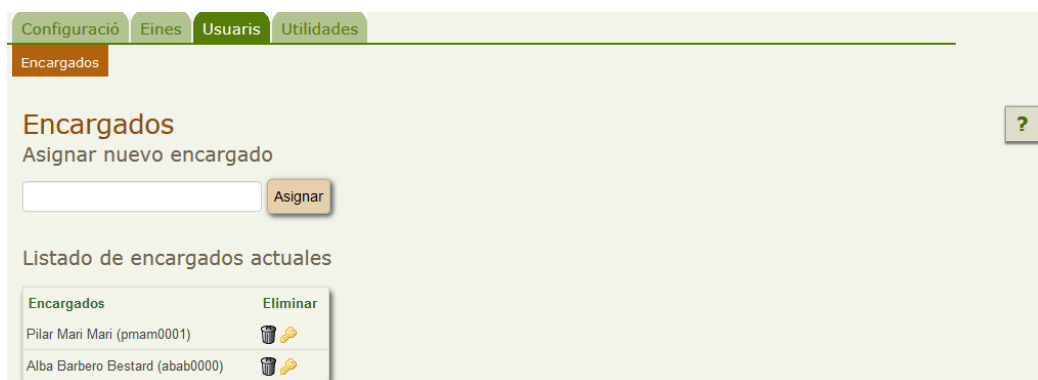 Configuració Eines Usuaris Utilidades
Encargados
?
Encargados
Asignar nuevo encargado
Asignar
Listado de encargados actuales
Encargados Eliminar
Pilar Mari Mari (pmam0001)
Alba Barbero Bestard (abab0000)